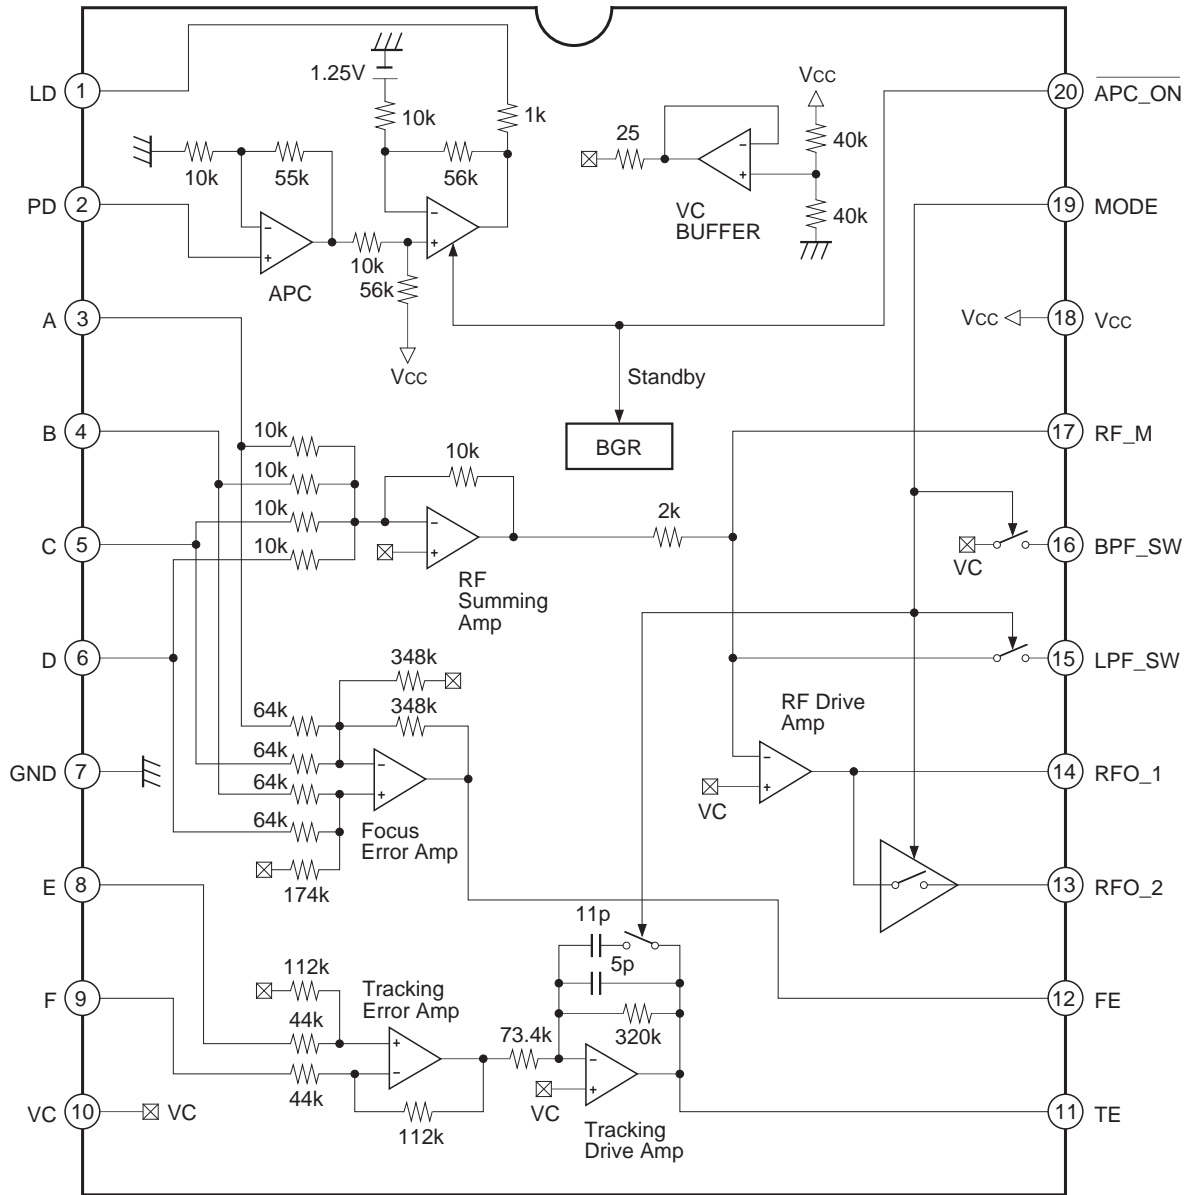 LD 1
PD 2
A 3
B 4
C 5
D 6
GND 7
E 8
F 9
VC 10
20 APC_ON
19 MODE
18 VCC
17 RF_M
16 BPF_SW
15 LPF_SW
14 RFO_1
13 RFO_2
12 FE
11 TE
1.25V
10k
1k
56k
10k
55k
APC
10k
56k
VCC
25
VC
BUFFER
VCC
40k
40k
VCC
Standby
BGR
10k
10k
10k
10k
10k
RF
Summing
Amp
2k
VC
348k
348k
64k
64k
64k
64k
174k
Focus
Error Amp
RF Drive
Amp
VC
112k
44k
44k
112k
Tracking
Error Amp
73.4k
11p
5p
320k
VC
Tracking
Drive Amp
VC